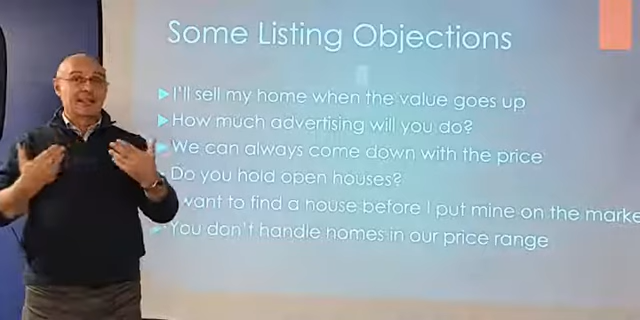 Some Listing Objections
I'll sell my home when the value goes up
How much advertising will you do?
We can always come down with the price
Do you hold open houses?
want to find a house before I put mine on the marke
You don't handle homes in our price range